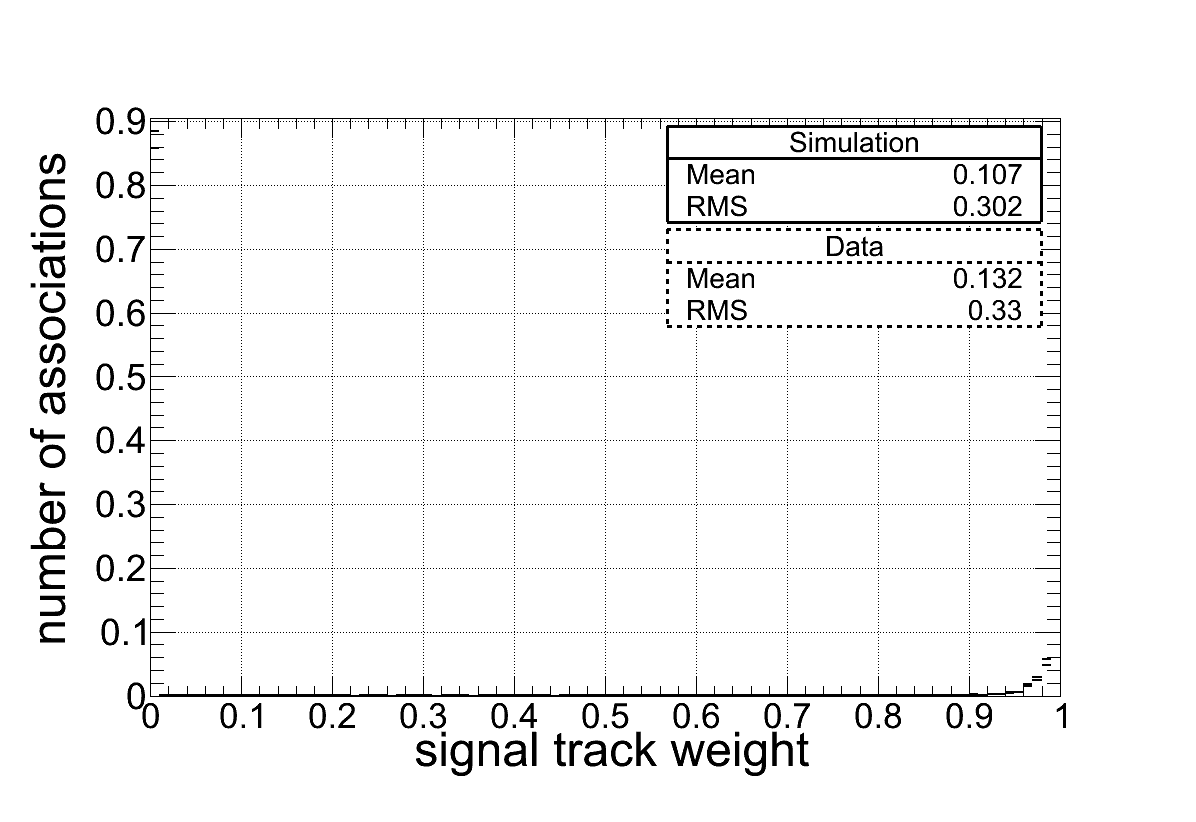 number of associations
0.9
0.8
0.7
0.6
0.5
0.4
0.3
0.2
0.1
0
Simulation
Mean 0.107
RMS 0.302
Data
Mean 0.132
RMS 0.33
0 0.1 0.2 0.3 0.4 0.5 0.6 0.7 0.8 0.9 1
signal track weight